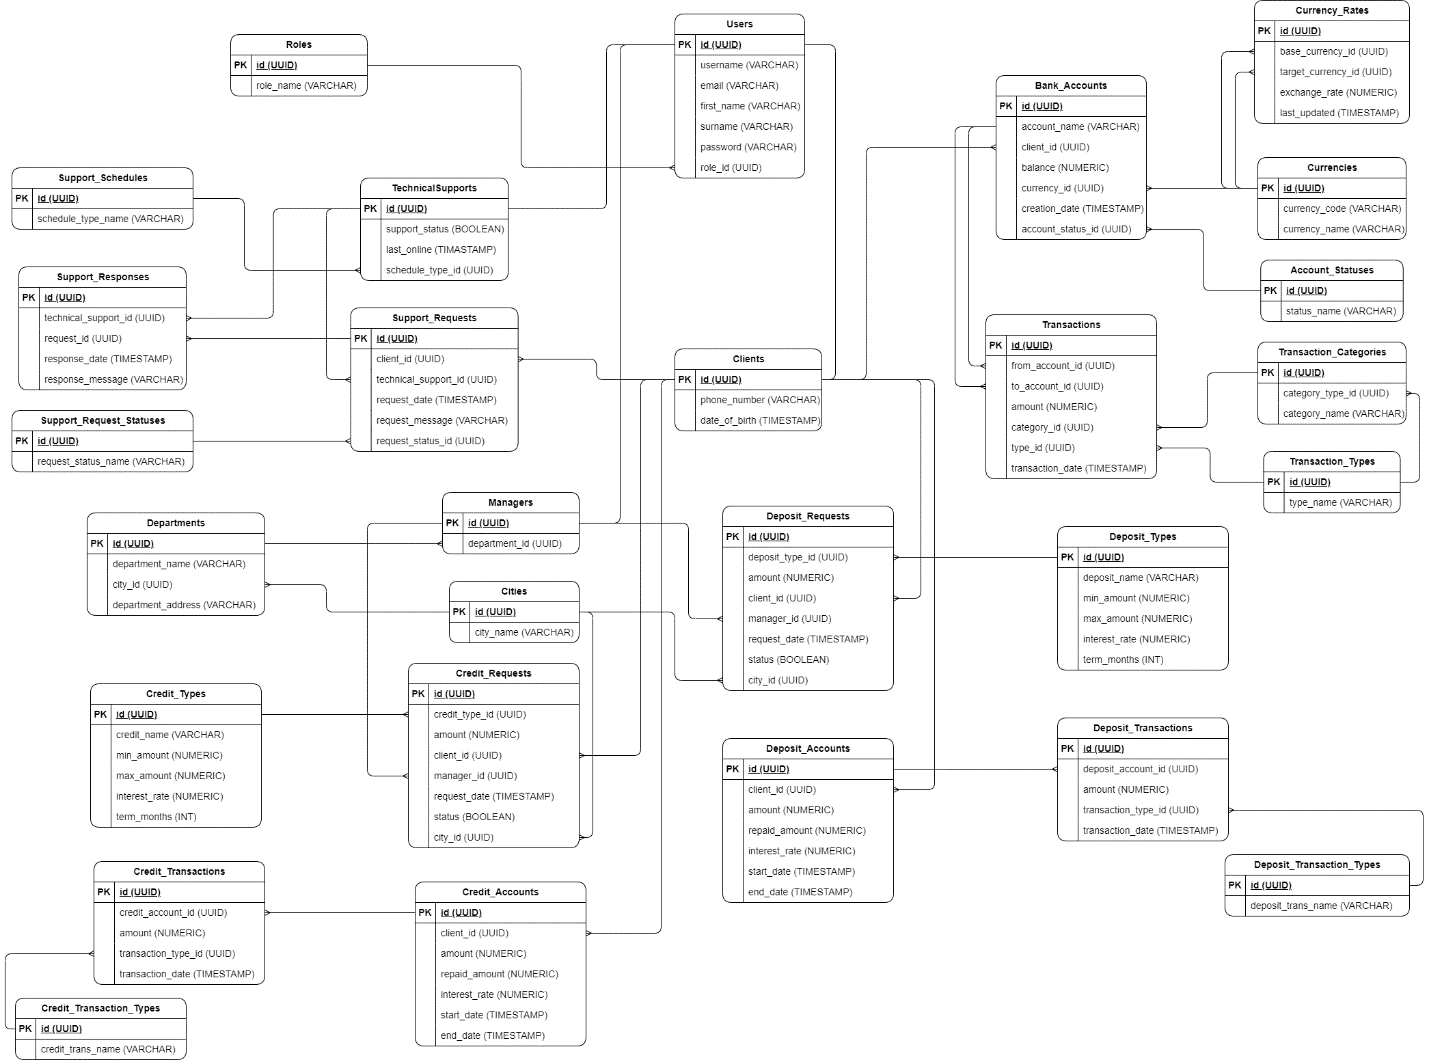 Users
PK id (UUID)
username (VARCHAR)
email (VARCHAR)
first_name (VARCHAR)
surname (VARCHAR)
password (VARCHAR)
role_id (UUID)
Roles
PK id (UUID)
role_name (VARCHAR)
Currency_Rates
PK id (UUID)
base_currency_id (UUID)
target_currency_id (UUID)
exchange_rate (NUMERIC)
last_updated (TIMESTAMP)
Bank_Accounts
PK id (UUID)
account_name (VARCHAR)
client_id (UUID)
balance (NUMERIC)
currency_id (UUID)
creation_date (TIMESTAMP)
account_status_id (UUID)
Support_Schedules
PK id (UUID)
schedule_type_name (VARCHAR)
TechnicalSupports
PK id (UUID)
support_status (BOOLEAN)
last_online (TIMASTAMP)
schedule_type_id (UUID)
Currencies
PK id (UUID)
currency_code (VARCHAR)
currency_name (VARCHAR)
Support_Responses
PK id (UUID)
technical_support_id (UUID)
request_id (UUID)
response_date (TIMESTAMP)
response_message (VARCHAR)
Support_Requests
PK id (UUID)
client_id (UUID)
technical_support_id (UUID)
request_date (TIMESTAMP)
request_message (VARCHAR)
request_status_id (UUID)
Account_Statuses
PK id (UUID)
status_name (VARCHAR)
Transactions
PK id (UUID)
from_account_id (UUID)
to_account_id (UUID)
amount (NUMERIC)
category_id (UUID)
type_id (UUID)
transaction_date (TIMESTAMP)
Transaction_Categories
PK id (UUID)
category_type_id (UUID)
category_name (VARCHAR)
Clients
PK id (UUID)
phone_number (VARCHAR)
date_of_birth (TIMESTAMP)
Support_Request_Statuses
PK id (UUID)
request_status_name (VARCHAR)
Transaction_Types
PK id (UUID)
type_name (VARCHAR)
Managers
PK id (UUID)
department_id (UUID)
Departments
PK id (UUID)
department_name (VARCHAR)
city_id (UUID)
department_address (VARCHAR)
Deposit_Requests
PK id (UUID)
deposit_type_id (UUID)
amount (NUMERIC)
client_id (UUID)
manager_id (UUID)
request_date (TIMESTAMP)
status (BOOLEAN)
city_id (UUID)
Deposit_Types
PK id (UUID)
deposit_name (VARCHAR)
min_amount (NUMERIC)
max_amount (NUMERIC)
interest_rate (NUMERIC)
term_months (INT)
Cities
PK id (UUID)
city_name (VARCHAR)
Credit_Requests
PK id (UUID)
credit_type_id (UUID)
amount (NUMERIC)
client_id (UUID)
manager_id (UUID)
request_date (TIMESTAMP)
status (BOOLEAN)
city_id (UUID)
Credit_Types
PK id (UUID)
credit_name (VARCHAR)
min_amount (NUMERIC)
max_amount (NUMERIC)
interest_rate (NUMERIC)
term_months (INT)
Deposit_Accounts
PK id (UUID)
client_id (UUID)
amount (NUMERIC)
repaid_amount (NUMERIC)
interest_rate (NUMERIC)
start_date (TIMESTAMP)
end_date (TIMESTAMP)
Deposit_Transactions
PK id (UUID)
deposit_account_id (UUID)
amount (NUMERIC)
transaction_type_id (UUID)
transaction_date (TIMESTAMP)
Deposit_Transaction_Types
PK id (UUID)
deposit_trans_name (VARCHAR)
Credit_Transactions
PK id (UUID)
credit_account_id (UUID)
amount (NUMERIC)
transaction_type_id (UUID)
transaction_date (TIMESTAMP)
Credit_Accounts
PK id (UUID)
client_id (UUID)
amount (NUMERIC)
repaid_amount (NUMERIC)
interest_rate (NUMERIC)
start_date (TIMESTAMP)
end_date (TIMESTAMP)
Credit_Transaction_Types
PK id (UUID)
credit_trans_name (VARCHAR)